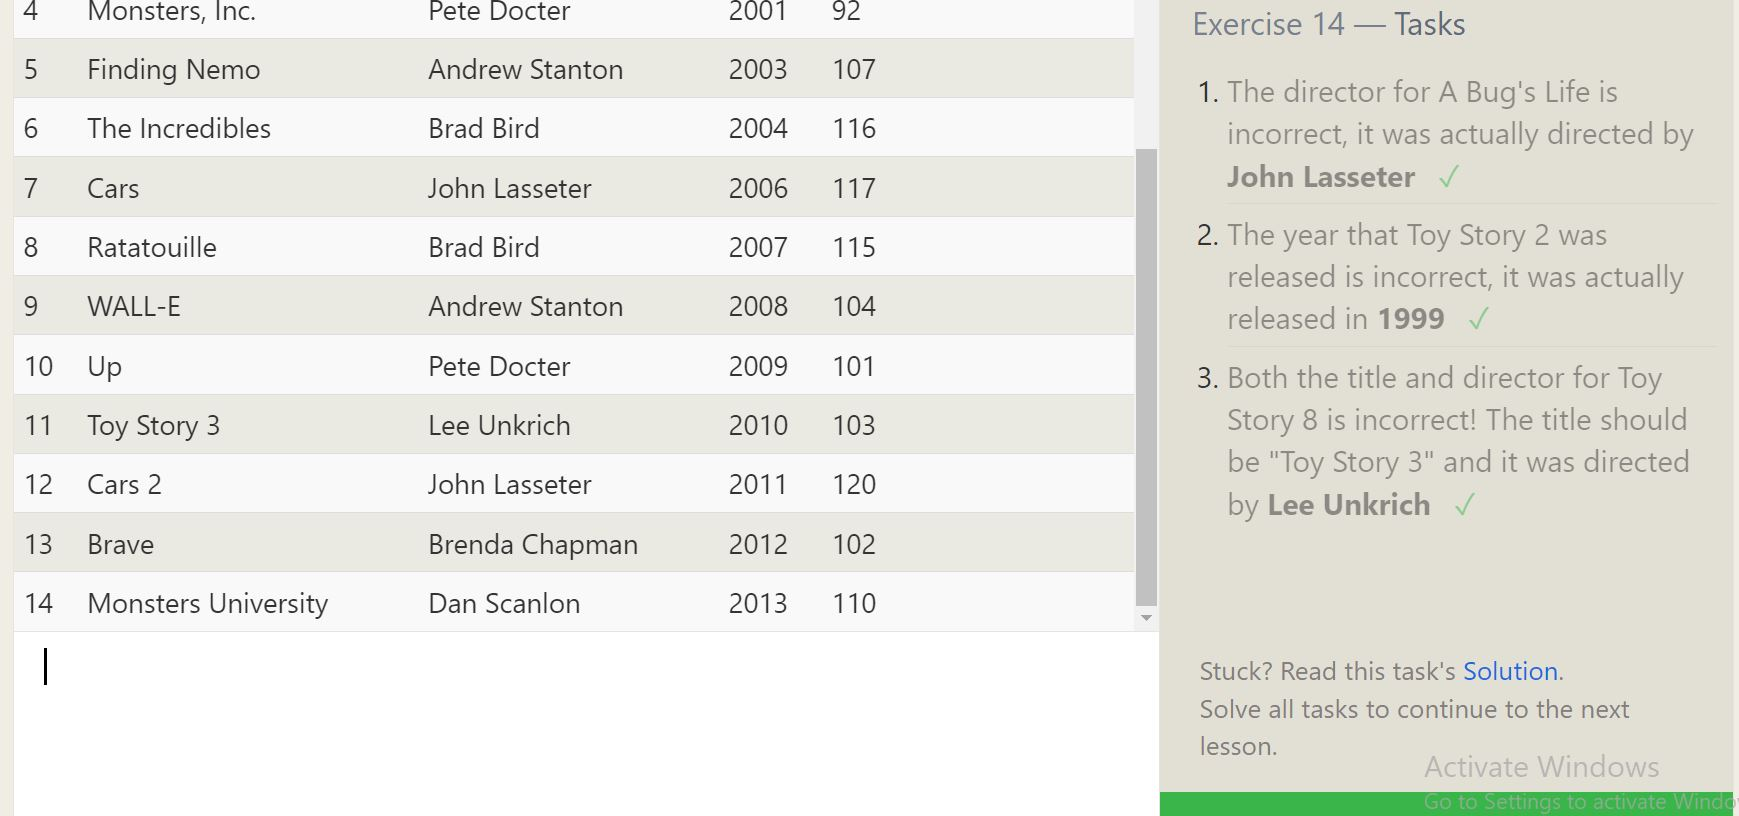 4 Monsters, Inc. Pete Docter 2001 92
5 Finding Nemo Andrew Stanton 2003 107
6 The Incredibles Brad Bird 2004 116
7 Cars John Lasseter 2006 117
8 Ratatouille Brad Bird 2007 115
9 WALL-E Andrew Stanton 2008 104
10 Up Pete Docter 2009 101
11 Toy Story 3 Lee Unkrich 2010 103
12 Cars 2 John Lasseter 2011 120
13 Brave Brenda Chapman 2012 102
14 Monsters University Dan Scanlon 2013 110
Exercise 14 — Tasks
1. The director for A Bug's Life is
incorrect, it was actually directed by
John Lasseter ✓
2. The year that Toy Story 2 was
released is incorrect, it was actually
released in 1999 ✓
3. Both the title and director for Toy
Story 8 is incorrect! The title should
be "Toy Story 3" and it was directed
by Lee Unkrich ✓
Stuck? Read this task's Solution.
Solve all tasks to continue to the next
lesson.
Activate Windows
Go to Settings to activate Windo